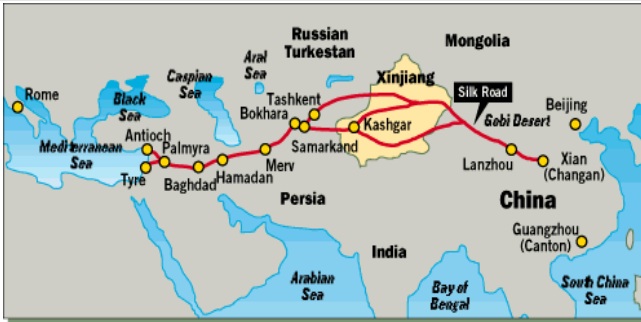 Russian
Turkestan
Mongolia
Aral
Sea
Caspian
Sea
Xinjiang
Silk Road
Rome
Black
Sea
Tashkent
Bokhara
Beijing
Gobi Desert
Antioch
Kashgar
Mediterranean
Sea
Palmyra
Samarkand
Tyre
Baghdad
Hamadan
Merv
Lanzhou
Xian
(Changan)
Persia
China
Guangzhou
(Canton)
India
Arabian
Sea
Bay of
Bengal
South China
Sea